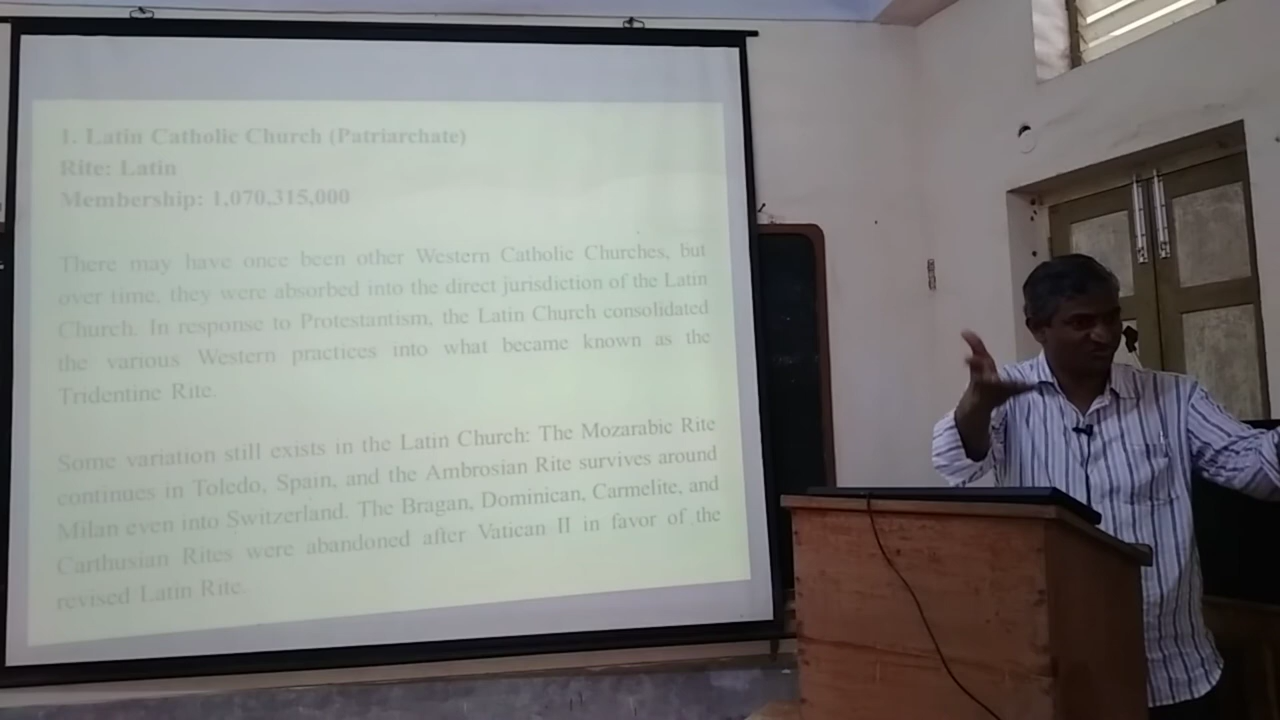 1. Latin Catholic Church (Patriarchate)
Rite: Latin
Membership: 1,070,315,000
There may have once been other Western Catholic Churches, but
over time, they were absorbed into the direct jurisdiction of the Latin
Church. In response to Protestantism, the Latin Church consolidated
the various Western practices into what became known as the
Tridentine Rite.
Some variation still exists in the Latin Church: The Mozarabic Rite
continues in Toledo, Spain, and the Ambrosian Rite survives around
Milan even into Switzerland. The Bragan, Dominican, Carmelite, and
Carthusian Rites were abandoned after Vatican II in favor of the
revised Latin Rite.